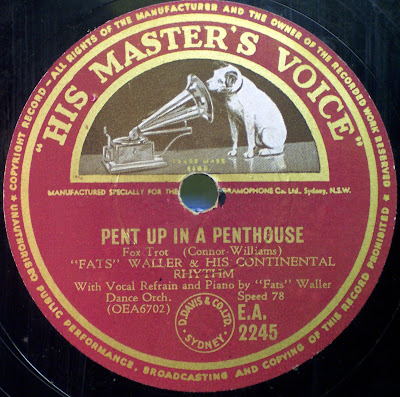 COPYRIGHT RECORD - ALL RIGHTS OF THE MANUFACTURER AND THE OWNER OF THE RECORDED WORK RESERVED
UNAUTHORISED PUBLIC PERFORMANCE, BROADCASTING AND COPYING OF THIS RECORD PROHIBITED
"HIS MASTER'S VOICE"
TRADE MARK
MANUFACTURED SPECIALLY FOR THE GRAMOPHONE Co. Ltd., Sydney, N.S.W.
PENT UP IN A PENTHOUSE
Fox Trot (Connor-Williams)
"FATS" WALLER & HIS CONTINENTAL
RHYTHM
With Vocal Refrain and Piano by "Fats" Waller
Dance Orch. Speed 78
(OEA6702) E.A.
2245
D. DAVIS & CO. LTD.
SYDNEY.